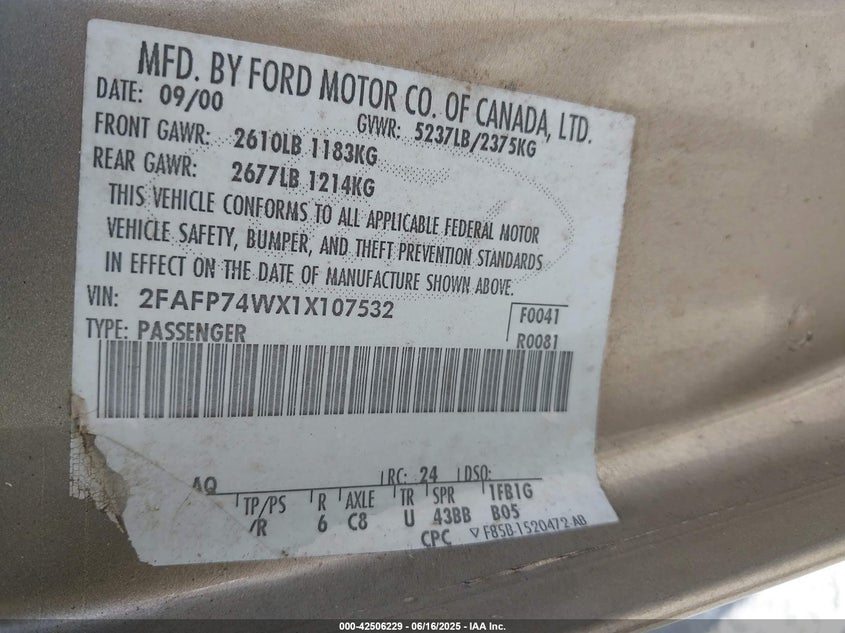 MFD. BY FORD MOTOR CO. OF CANADA, LTD.
DATE: 09/00 GVWR: 5237LB/2375KG
FRONT GAWR: 2610LB 1183KG
REAR GAWR: 2677LB 1214KG
THIS VEHICLE CONFORMS TO ALL APPLICABLE FEDERAL MOTOR
VEHICLE SAFETY, BUMPER, AND THEFT PREVENTION STANDARDS
IN EFFECT ON THE DATE OF MANUFACTURE SHOWN ABOVE.
VIN: 2FAFP74WX1X107532 F0041
TYPE: PASSENGER R0081
AQ RC: 24 DSO:
TP/PS R AXLE TR SPR 1FB1G
/R 6 C8 U 43BB B05
CPC F85B-1520472-AB
000-42506229 - 06/16/2025 - IAA Inc.